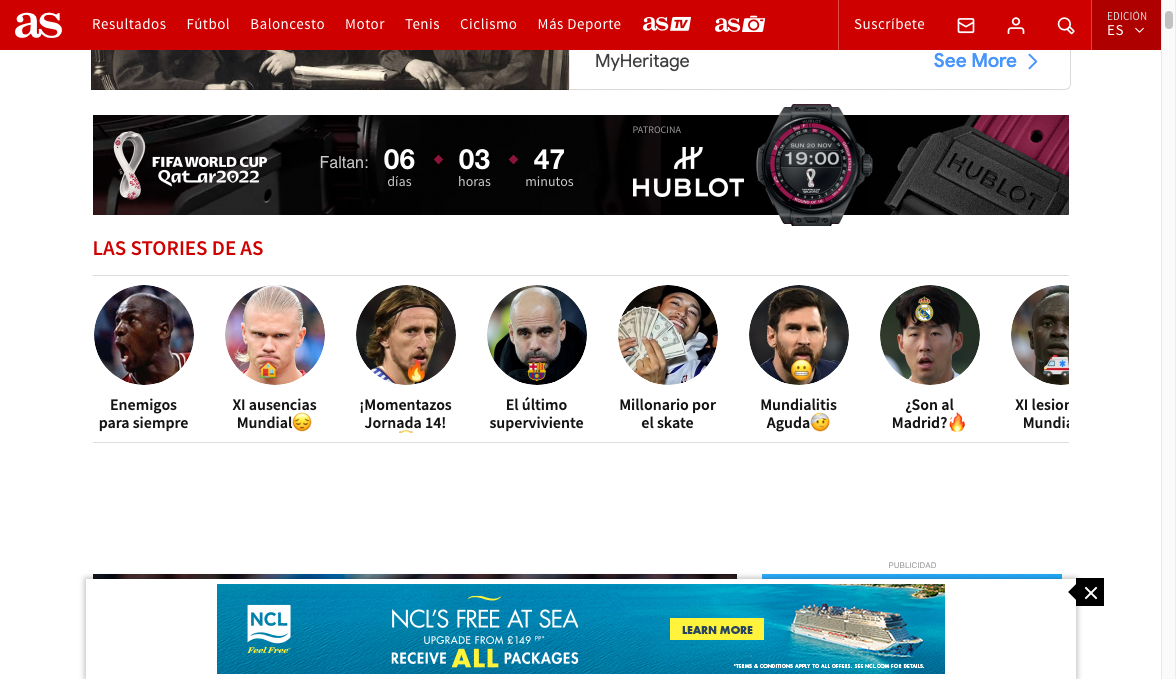 as
Resultados Fútbol Baloncesto Motor Tenis Ciclismo Más Deporte as TV as Suscríbete
EDICIÓN
ES
MyHeritage See More
FIFA WORLD CUP
Qatar2022
Faltan: 06 03 47
días horas minutos
PATROCINA
HUBLOT
HUBLOT
SUN 20 NOV
19:00
HUBLOT
LAS STORIES DE AS
Enemigos
para siempre
XI ausencias
Mundial😔
¡Momentazos
Jornada 14!
El último
superviviente
Millonario por
el skate
Mundialitis
Aguda🤕
¿Son al
Madrid?🔥
XI lesion
Mundia
PUBLICIDAD
NCL
Feel Free
NCL'S FREE AT SEA
UPGRADE FROM £149 PP*
RECEIVE ALL PACKAGES
LEARN MORE
*TERMS & CONDITIONS APPLY TO ALL OFFERS. SEE NCL.COM FOR DETAILS.